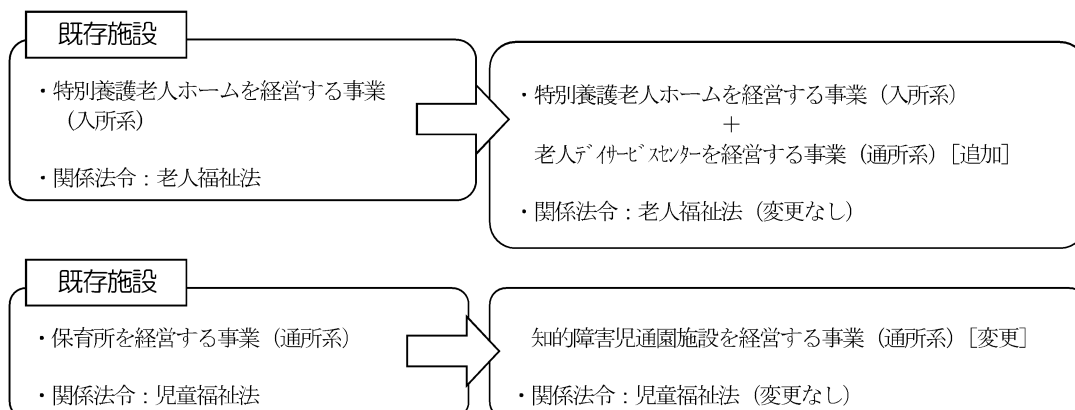 既存施設
・特別養護老人ホームを経営する事業
（入所系）
・関係法令：老人福祉法
・特別養護老人ホームを経営する事業（入所系）
＋
老人ﾃﾞｲｻｰﾋﾞｽｾﾝﾀｰを経営する事業（通所系）［追加］
・関係法令：老人福祉法（変更なし）
既存施設
・保育所を経営する事業（通所系）
・関係法令：児童福祉法
知的障害児通園施設を経営する事業（通所系）［変更］
・関係法令：児童福祉法（変更なし）